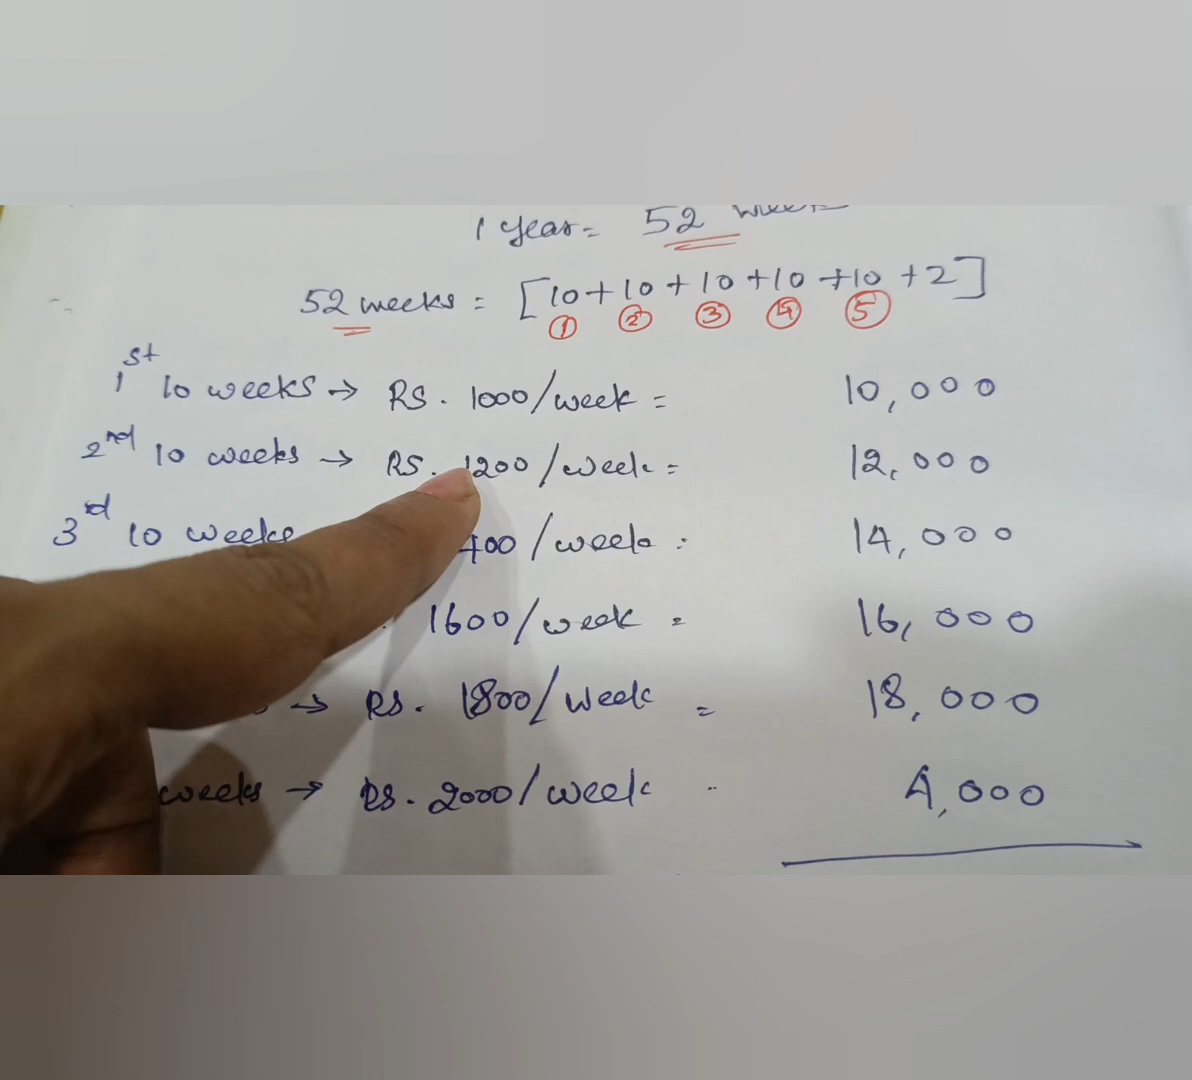 1 year = 52 weeks
52 weeks = [10+10+10+10+10+2]
1 2 3 4 5
1st 10 weeks → RS. 1000/week = 10,000
2nd 10 weeks → RS. 1200/week = 12,000
3rd 10 weeks 400/week = 14,000
1600/week = 16,000
→ RS. 1800/week = 18,000
weeks → RS. 2000/week 4,000